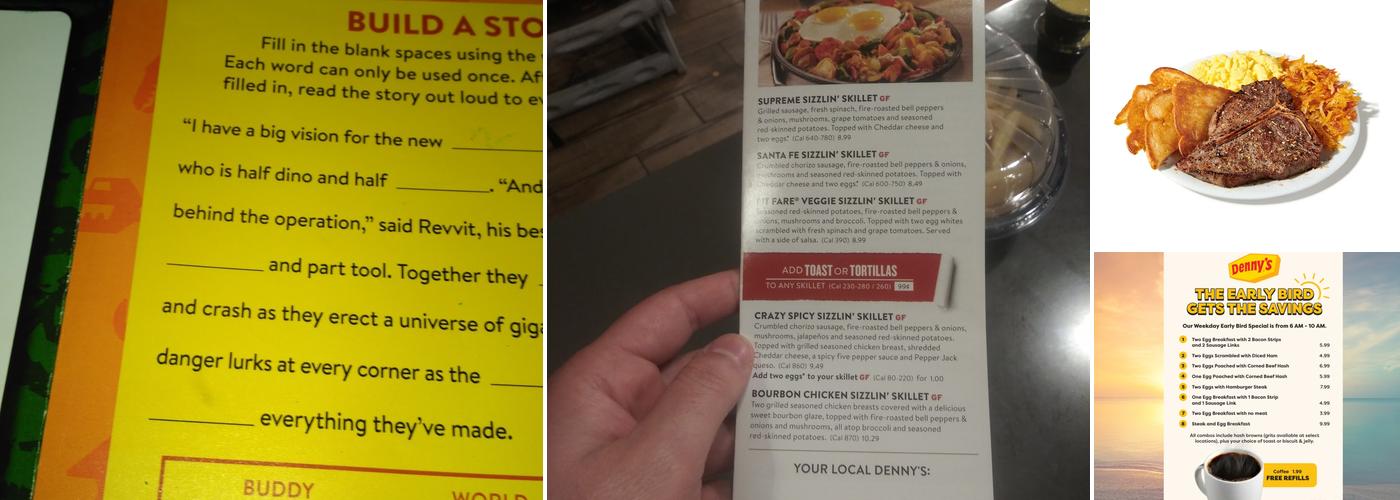 BUILD A STO
Fill in the blank spaces using the
Each word can only be used once. Af
filled in, read the story out loud to ev
“I have a big vision for the new
who is half dino and half ________. “And
behind the operation,” said Revvit, his bes
________ and part tool. Together they
and crash as they erect a universe of giga
danger lurks at every corner as the
________ everything they’ve made.
BUDDY
WORLD
SUPREME SIZZLIN’ SKILLET GF
Grilled sausage, fresh spinach, fire-roasted bell peppers
& onions, mushrooms, grape tomatoes and seasoned
red-skinned potatoes. Topped with Cheddar cheese and
two eggs.* (Cal 640-780) 8.99
SANTA FE SIZZLIN’ SKILLET GF
Crumbled chorizo sausage, fire-roasted bell peppers & onions,
mushrooms and seasoned red-skinned potatoes. Topped with
Cheddar cheese and two eggs.* (Cal 600-750) 8.49
FIT FARE® VEGGIE SIZZLIN’ SKILLET GF
Seasoned red-skinned potatoes, fire-roasted bell peppers &
onions, mushrooms and broccoli. Topped with two egg whites
scrambled with fresh spinach and grape tomatoes. Served
with a side of salsa. (Cal 390) 8.99
ADD TOAST OR TORTILLAS
TO ANY SKILLET (Cal 230-280 / 260) 99¢
CRAZY SPICY SIZZLIN’ SKILLET GF
Crumbled chorizo sausage, fire-roasted bell peppers & onions,
mushrooms, jalapeños and seasoned red-skinned potatoes.
Topped with grilled seasoned chicken breast, shredded
Cheddar cheese, a spicy five pepper sauce and Pepper Jack
queso. (Cal 860) 9.49
Add two eggs* to your skillet GF (Cal 80-220) for 1.00
BOURBON CHICKEN SIZZLIN’ SKILLET GF
Two grilled seasoned chicken breasts covered with a delicious
sweet bourbon glaze, topped with fire-roasted bell peppers &
onions and mushrooms, all atop broccoli and seasoned
red-skinned potatoes. (Cal 870) 10.29
YOUR LOCAL DENNY’S:
Denny's
THE EARLY BIRD
GETS THE SAVINGS
Our Weekday Early Bird Special is from 6 AM - 10 AM.
1 Two Egg Breakfast with 2 Bacon Strips
and 2 Sausage Links 5.99
2 Two Eggs Scrambled with Diced Ham 4.99
3 Two Eggs Poached with Corned Beef Hash 6.99
4 One Egg Poached with Corned Beef Hash 5.99
5 Two Eggs with Hamburger Steak 7.99
6 One Egg Breakfast with 1 Bacon Strip
and 1 Sausage Link 4.99
7 Two Egg Breakfast with no meat 3.99
8 Steak and Egg Breakfast 9.99
All combos include hash browns (grits available at select
locations), plus your choice of toast or biscuit & jelly.
Coffee 1.99
FREE REFILLS